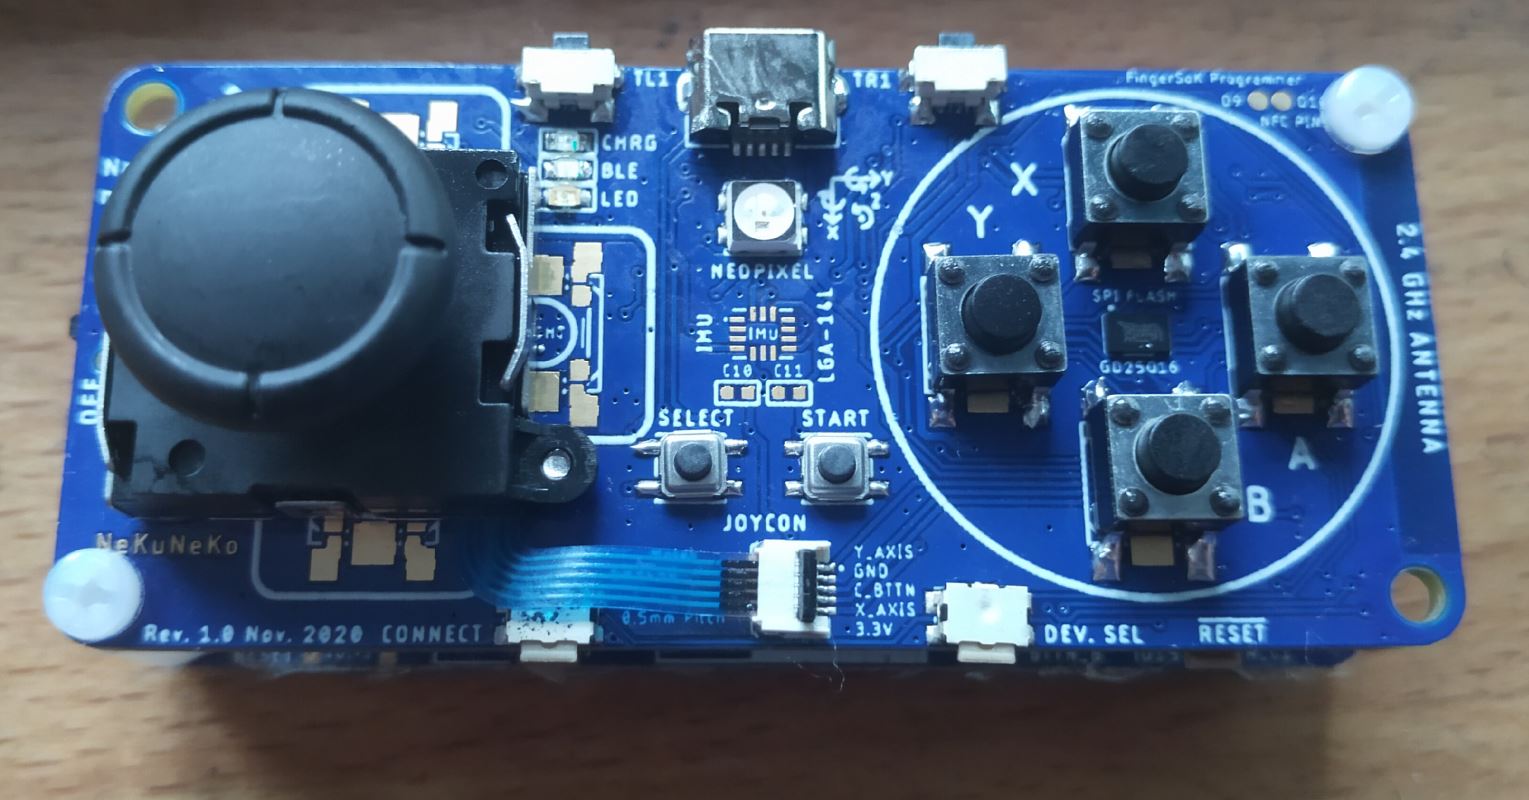 TL1
TR1
FingerSoK Programmer
09
NFC PIN
CHRG
BLE
LED
X
Y
Z
Y
X
NEOPIXEL
IMU
IMU
LGA-14L
C10
C11
SPI FLASH
GD25Q16
2.4 GHz ANTENNA
OFF
SELECT
START
A
B
JOYCON
NeKuNeKo
Y_AXIS
GND
C_BTTN
X_AXIS
3.3V
0.5mm Pitch
Rev. 1.0 Nov. 2020
CONNECT
DEV. SEL
RESET